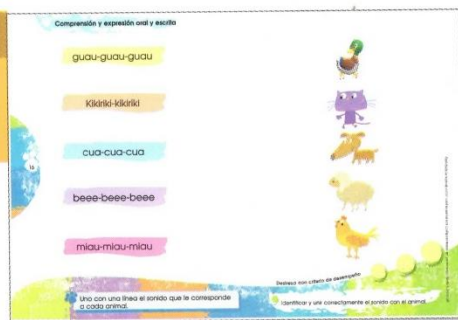 Comprensión y expresión oral y escrita
guau-guau-guau
Kikiriki-kikiriki
cua-cua-cua
beee-beee-beee
miau-miau-miau
16
Uno con una línea el sonido que le corresponde
a cada animal.
Destreza con criterio de desempeño
Identificar y unir correctamente el sonido con el animal.